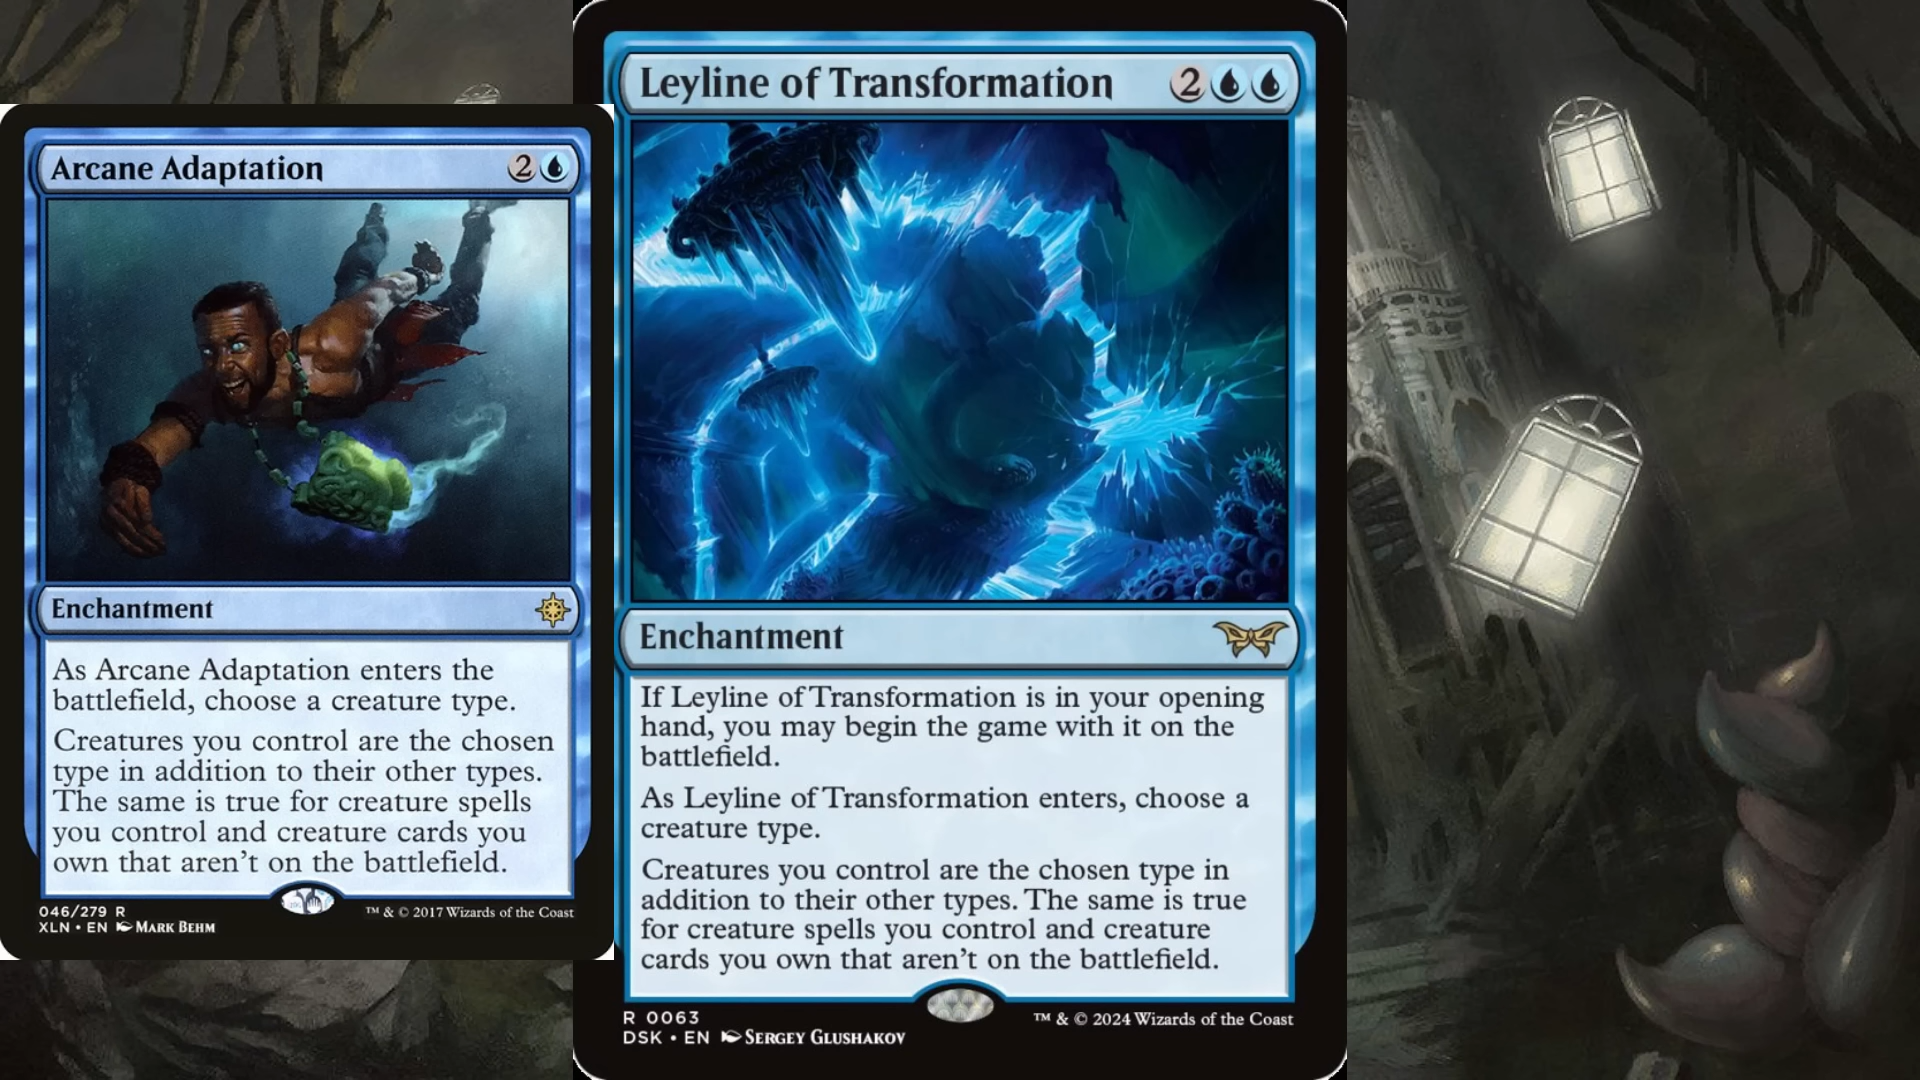 Arcane Adaptation 2
Enchantment
As Arcane Adaptation enters the
battlefield, choose a creature type.
Creatures you control are the chosen
type in addition to their other types.
The same is true for creature spells
you control and creature cards you
own that aren't on the battlefield.
046/279 R
XLN • EN MARK BEHM
™ & © 2017 Wizards of the Coast
Leyline of Transformation 2
Enchantment
If Leyline of Transformation is in your opening
hand, you may begin the game with it on the
battlefield.
As Leyline of Transformation enters, choose a
creature type.
Creatures you control are the chosen type in
addition to their other types. The same is true
for creature spells you control and creature
cards you own that aren't on the battlefield.
R 0063
DSK • EN SERGEY GLUSHAKOV
™ & © 2024 Wizards of the Coast